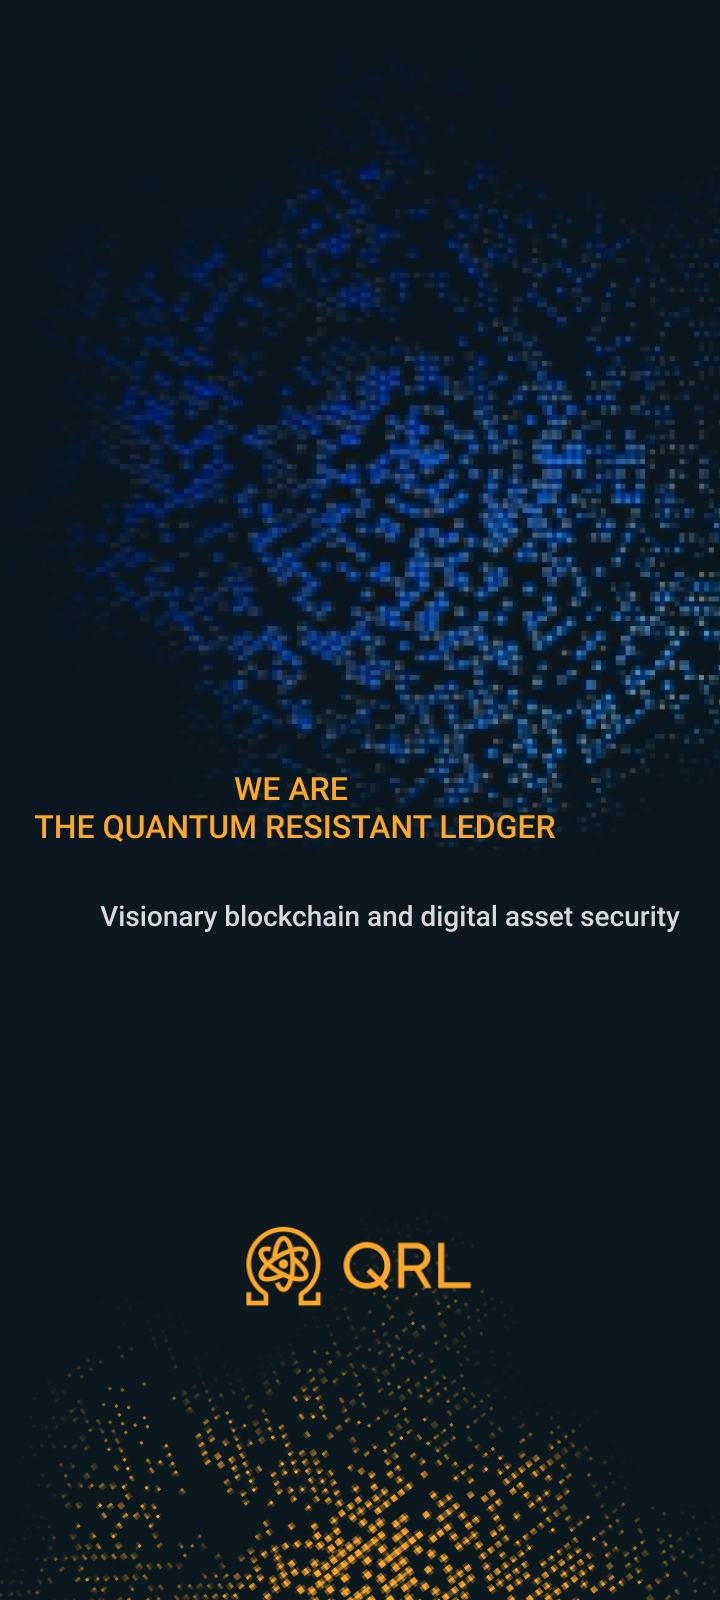 WE ARE
THE QUANTUM RESISTANT LEDGER
Visionary blockchain and digital asset security
QRL